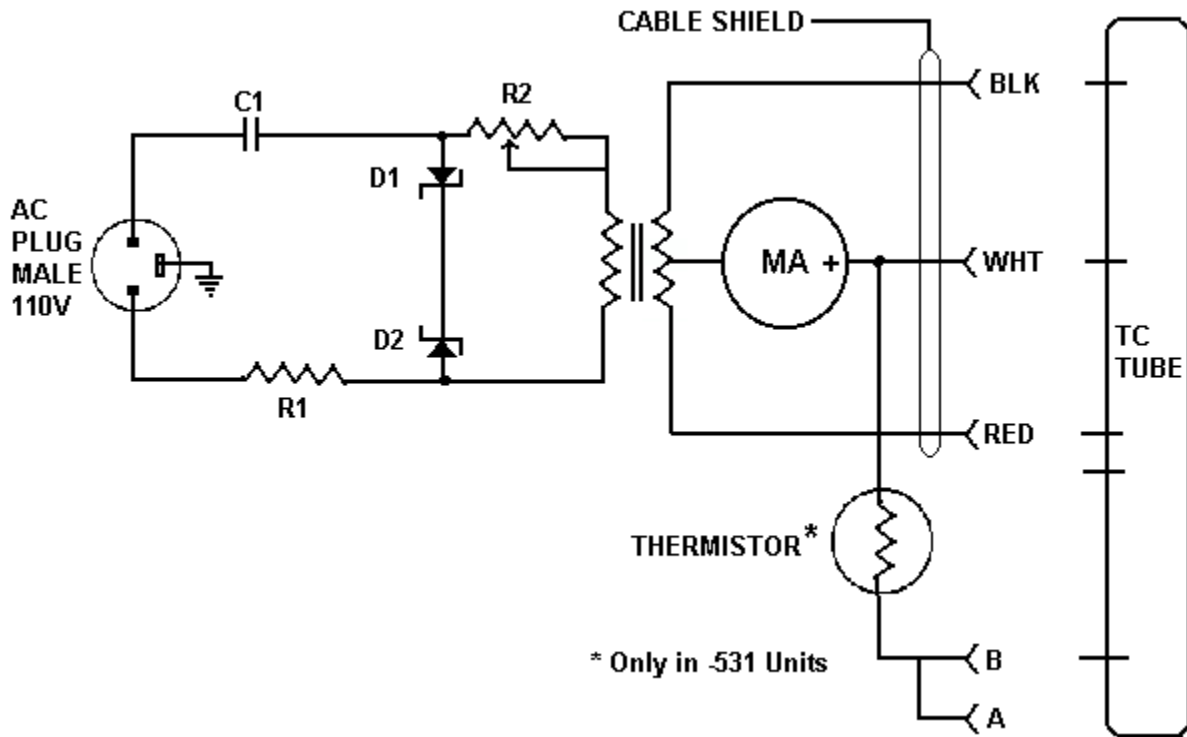 CABLE SHIELD
BLK
C1
R2
D1
AC
PLUG
MALE
110V
MA +
WHT
D2
TC
TUBE
R1
RED
THERMISTOR*
* Only in -531 Units
B
A